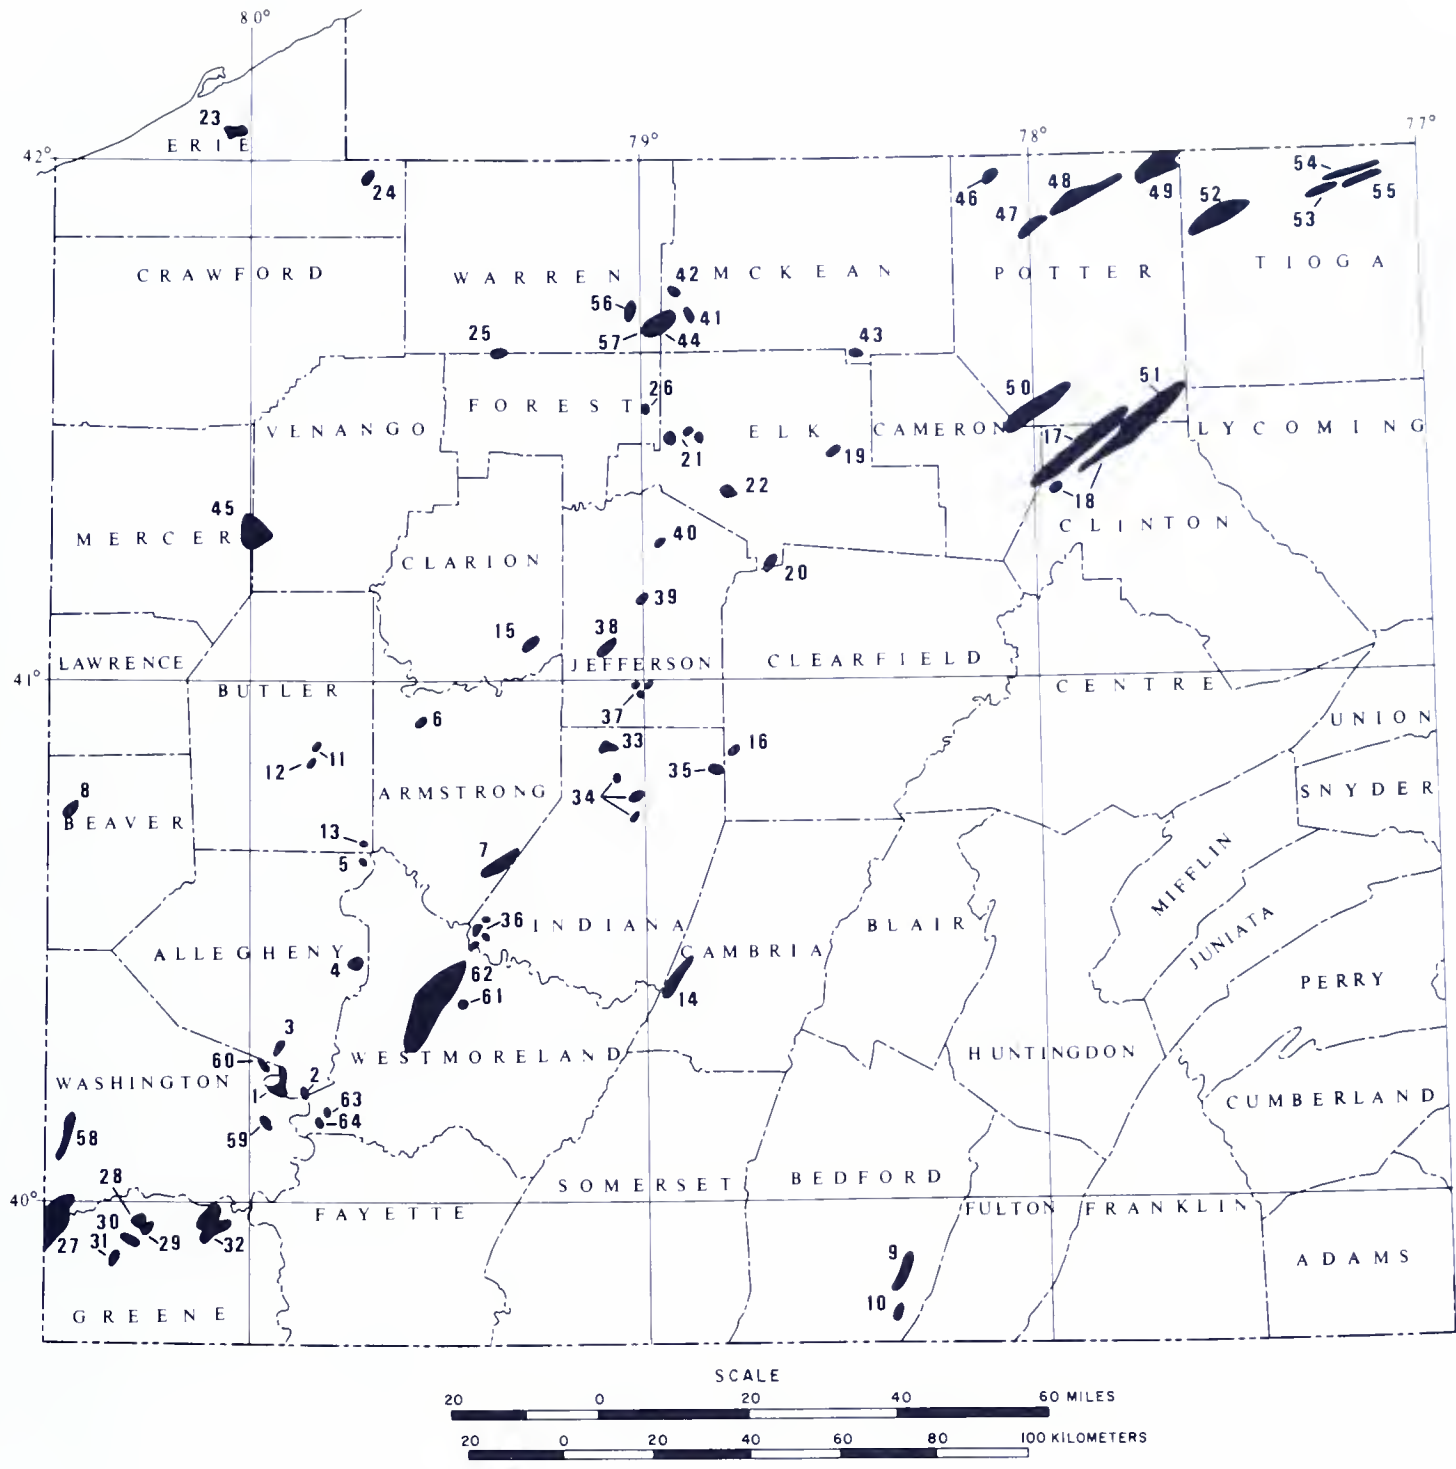 80°
23
ERIE
79°
78°
77°
42°
24
46
48
49
54
47
52
53
55
CRAWFORD
WARREN
42
MCKEAN
POTTER
TIOGA
56
41
25
57
44
43
26
50
51
FOREST
VENANGO
ELK
CAMERON
17
LYCOMING
21
19
22
18
45
MERCER
CLINTON
40
CLARION
20
39
15
38
LAWRENCE
JEFFERSON
CLEARFIELD
41°
BUTLER
CENTRE
6
37
UNION
33
16
11
12
35
8
ARMSTRONG
34
SNYDER
BEAVER
13
5
7
MIFFLIN
36
INDIANA
BLAIR
JUNIATA
ALLEGHENY
4
62
CAMBRIA
61
14
PERRY
3
60
WESTMORELAND
HUNTINGDON
WASHINGTON
1
2
63
64
CUMBERLAND
58
59
28
SOMERSET
BEDFORD
40°
30
FAYETTE
FULTON
FRANKLIN
27
31
29
32
9
ADAMS
10
GREENE
SCALE
20 0 20 40 60 MILES
20 0 20 40 60 80 100 KILOMETERS